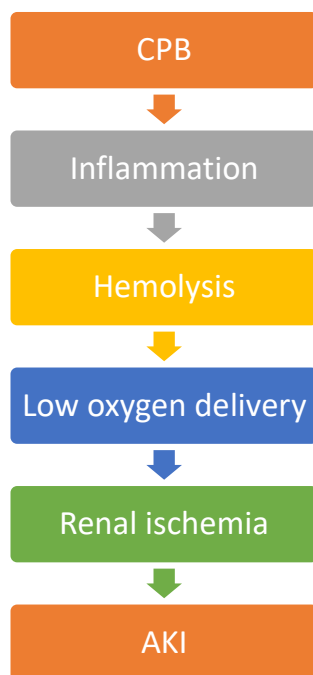 CPB
Inflammation
Hemolysis
Low oxygen delivery
Renal ischemia
AKI